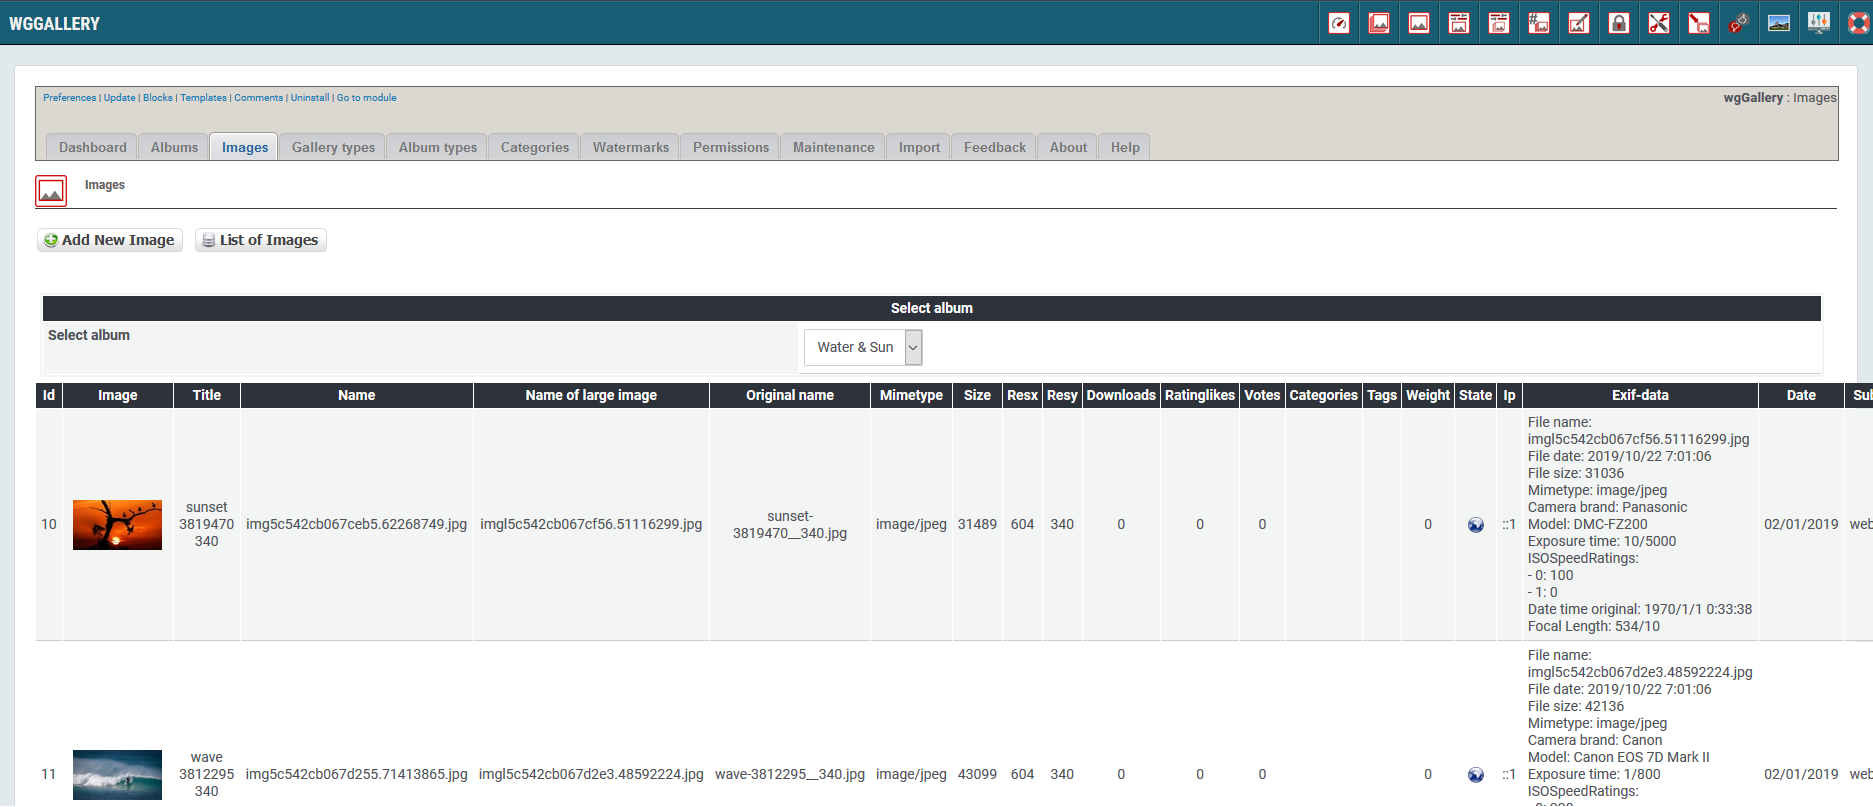 WGGALLERY
Preferences | Update | Blocks | Templates | Comments | Uninstall | Go to module
wgGallery : Images
Dashboard Albums Images Gallery types Album types Categories Watermarks Permissions Maintenance Import Feedback About Help
Images
Add New Image List of Images
Select album
Select album Water & Sun
Id Image Title Name Name of large image Original name Mimetype Size Resx Resy Downloads Ratinglikes Votes Categories Tags Weight State Ip Exif-data Date
10
sunset
3819470
340
img5c542cb067ceb5.62268749.jpg
imgl5c542cb067cf56.51116299.jpg
sunset-
3819470__340.jpg
image/jpeg 31489 604 340 0 0 0 0 ::1
File name:
imgl5c542cb067cf56.51116299.jpg
File date: 2019/10/22 7:01:06
File size: 31036
Mimetype: image/jpeg
Camera brand: Panasonic
Model: DMC-FZ200
Exposure time: 10/5000
ISOSpeedRatings:
- 0: 100
- 1: 0
Date time original: 1970/1/1 0:33:38
Focal Length: 534/10
02/01/2019 web
11
wave
3812295
340
img5c542cb067d255.71413865.jpg
imgl5c542cb067d2e3.48592224.jpg
wave-3812295__340.jpg
image/jpeg 43099 604 340 0 0 0 0 ::1
File name:
imgl5c542cb067d2e3.48592224.jpg
File date: 2019/10/22 7:01:06
File size: 42136
Mimetype: image/jpeg
Camera brand: Canon
Model: Canon EOS 7D Mark II
Exposure time: 1/800
ISOSpeedRatings:
02/01/2019 web